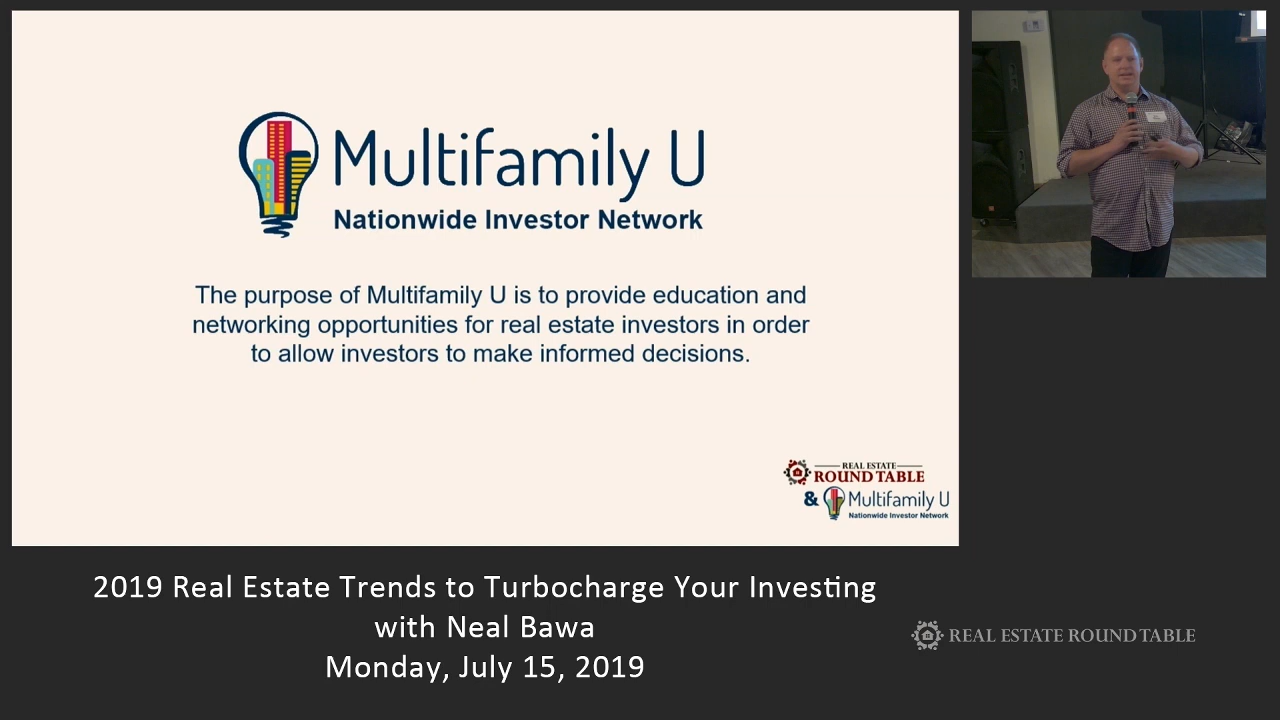 Multifamily U
Nationwide Investor Network
The purpose of Multifamily U is to provide education and
networking opportunities for real estate investors in order
to allow investors to make informed decisions.
REAL ESTATE
ROUND TABLE
& Multifamily U
Nationwide Investor Network
2019 Real Estate Trends to Turbocharge Your Investing
with Neal Bawa
Monday, July 15, 2019
REAL ESTATE ROUND TABLE